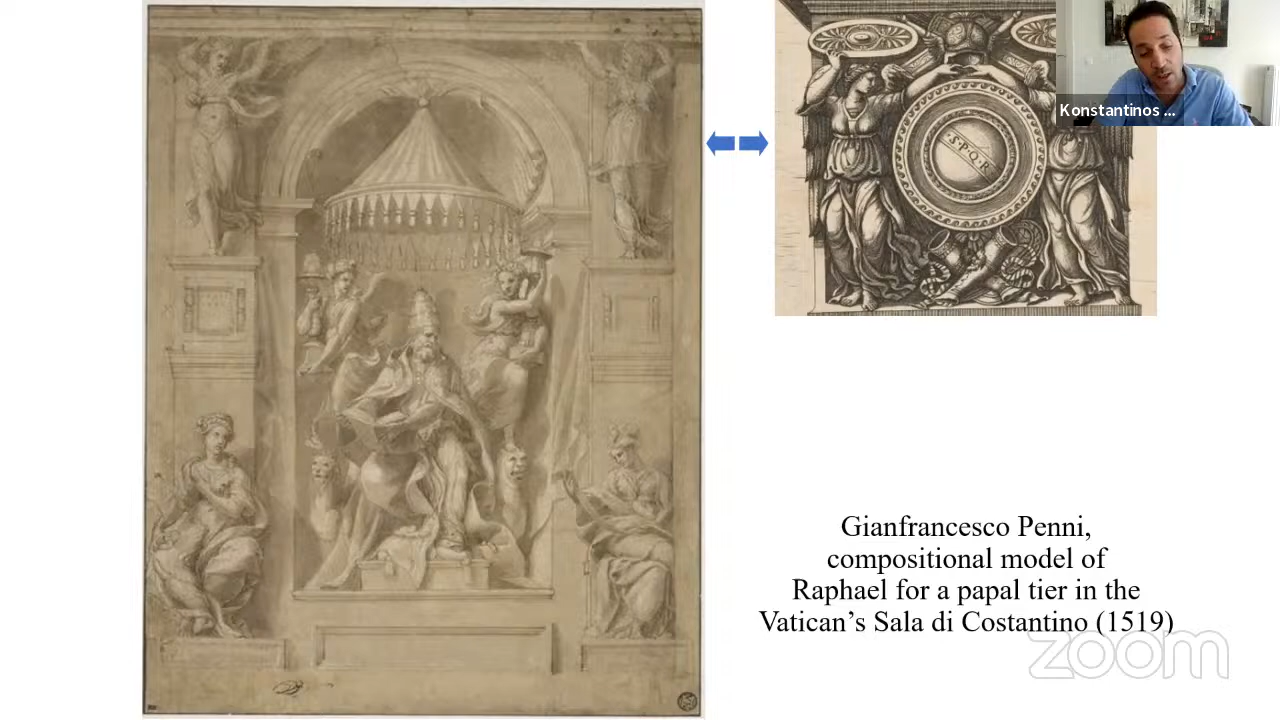 ·S·P·Q·R
Konstantinos ...
Gianfrancesco Penni,
compositional model of
Raphael for a papal tier in the
Vatican’s Sala di Costantino (1519)
zoom